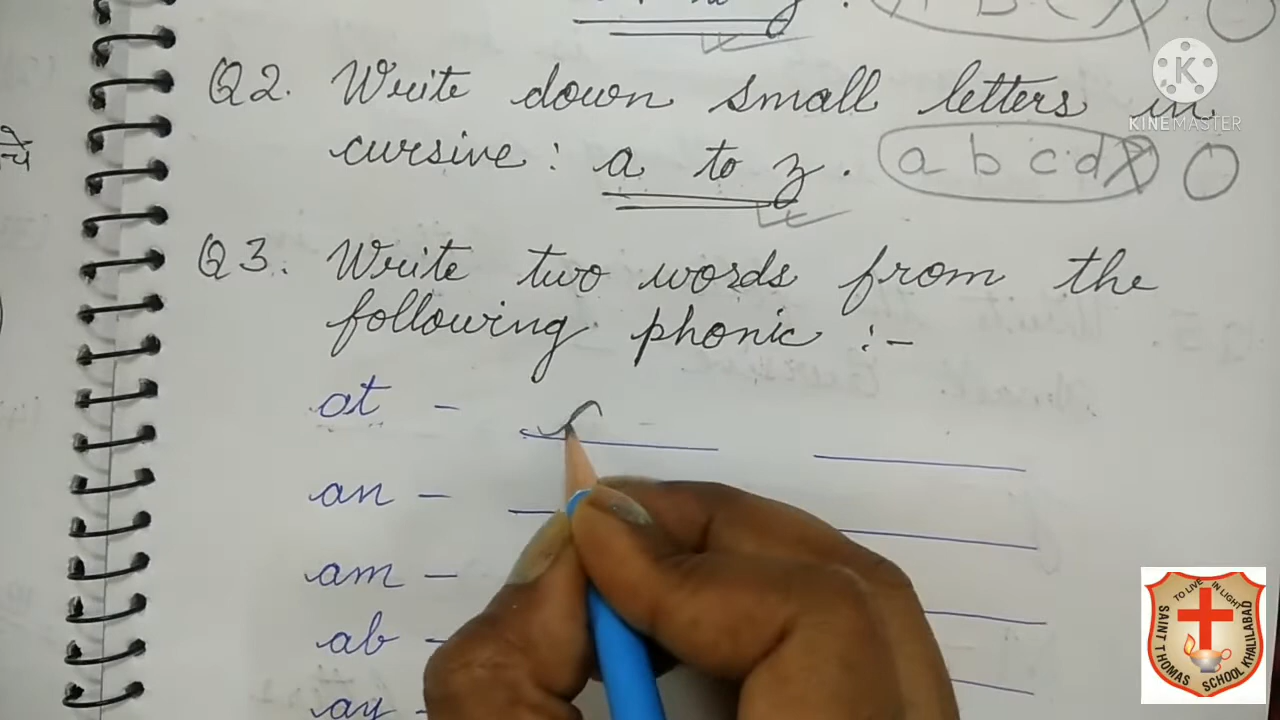 A B C
Q2. Write down small letters in
cursive : a to z. a b c d
Q3. Write two words from the
following phonic :-
at -
an -
am -
ab -
ay -
KINEMASTER
TO LIVE IN LIGHT
SAINT THOMAS SCHOOL KHALILABAD